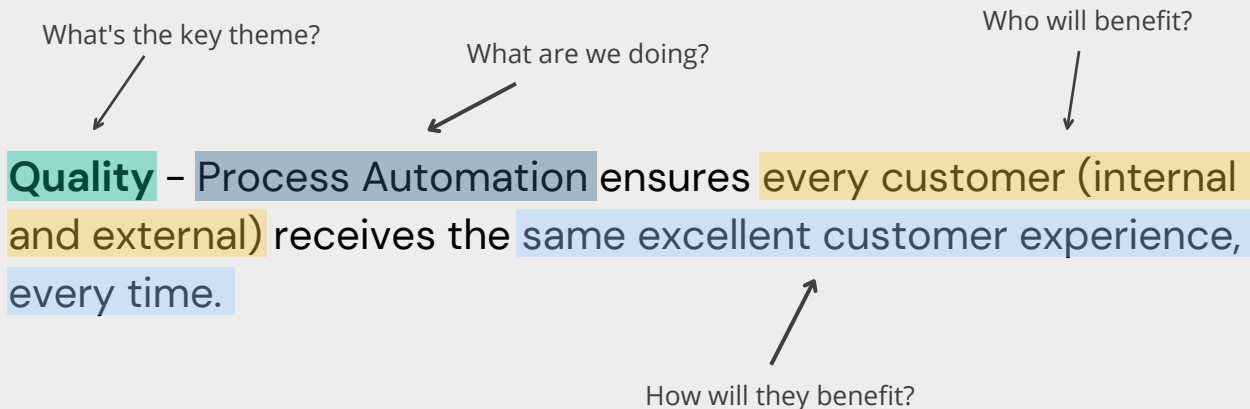 What's the key theme?
What are we doing?
Who will benefit?
Quality – Process Automation ensures every customer (internal
and external) receives the same excellent customer experience,
every time.
How will they benefit?